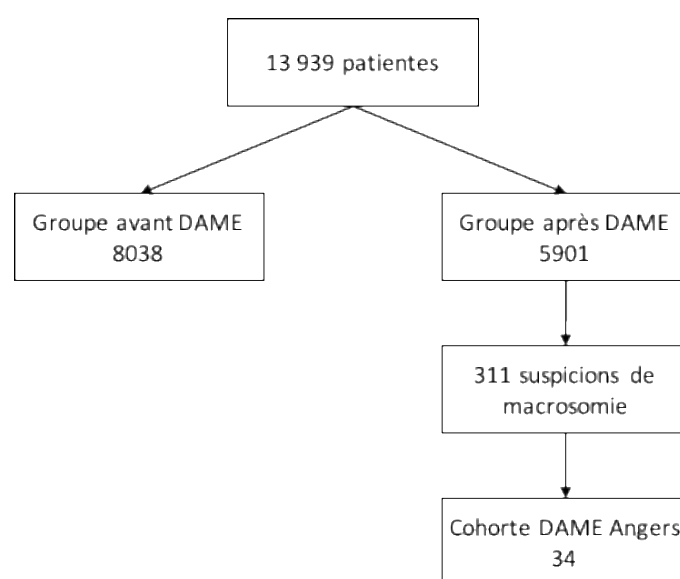 13 939 patientes
Groupe avant DAME
8038
Groupe après DAME
5901
311 suspicions de
macrosomie
Cohorte DAME Angers
34